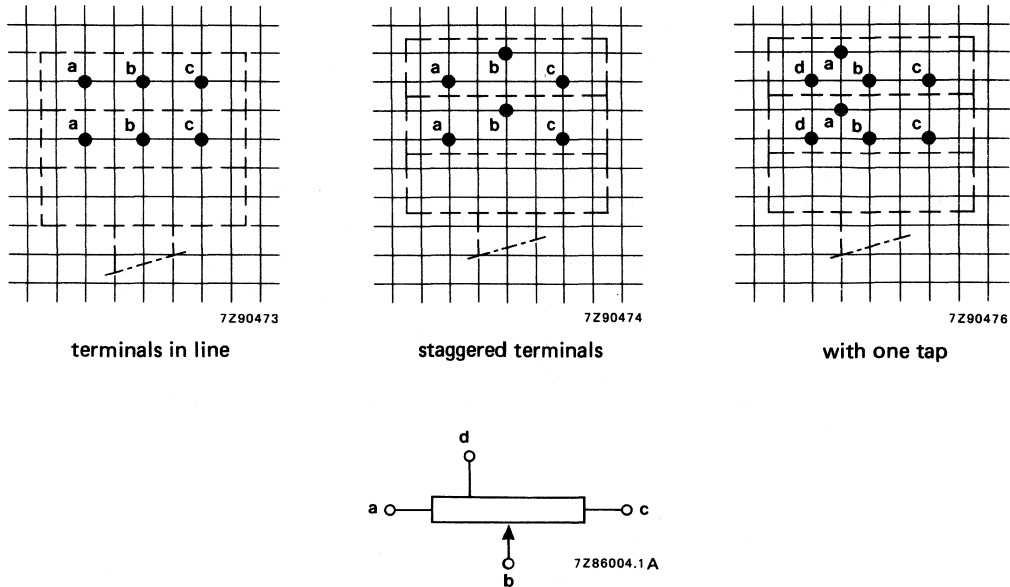 a b c
a b c
7Z90473
terminals in line
b
a c
b
a c
7Z90474
staggered terminals
a
d b c
a
d b c
7Z90476
with one tap
d
a c
b
7Z86004.1A